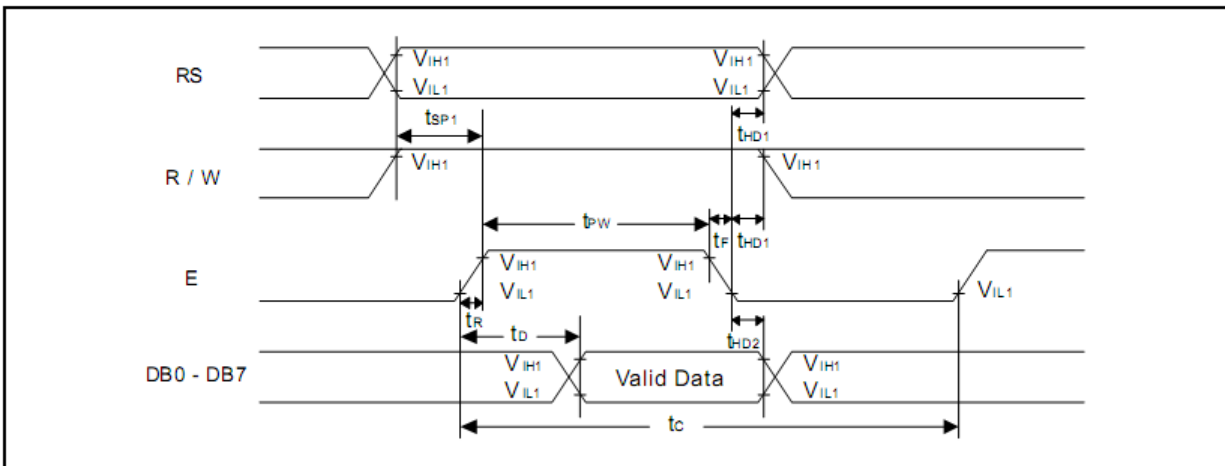 RS VIH1 VIH1
VIL1 VIL1
tSP1 tHD1
R / W VIH1 VIH1
tPW tF tHD1
E VIH1 VIH1
VIL1 VIL1 VIL1
tR tD tHD2
DB0 - DB7 VIH1 Valid Data VIH1
VIL1 VIL1
tC